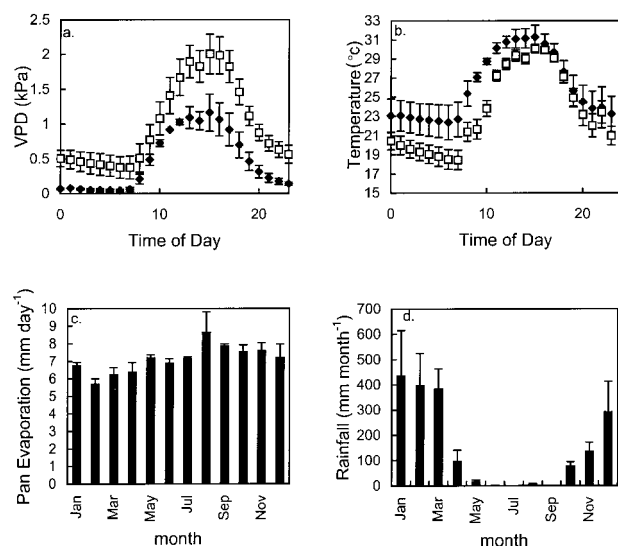 a.
VPD (kPa)
2.5
2
1.5
1
0.5
0
0 10 20
Time of Day
b.
Temperature (°c)
33
31
29
27
25
23
21
19
17
15
0 10 20
Time of Day
c.
Pan Evaporation (mm day-1)
10
9
8
7
6
5
4
3
2
1
0
Jan Mar May Jul Sep Nov
month
d.
Rainfall (mm month-1)
700
600
500
400
300
200
100
0
Jan Mar May Jul Sep Nov
month